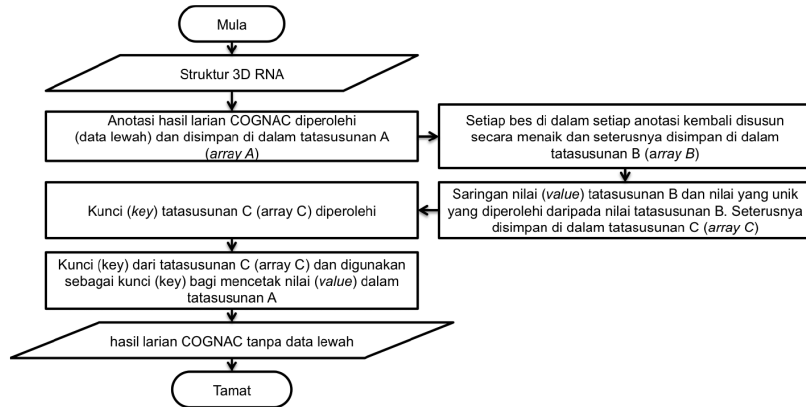 Mula
Struktur 3D RNA
Anotasi hasil larian COGNAC diperolehi
(data lewah) dan disimpan di dalam tatasusunan A
(array A)
Setiap bes di dalam setiap anotasi kembali disusun
secara menaik dan seterusnya disimpan di dalam
tatasusunan B (array B)
Saringan nilai (value) tatasusunan B dan nilai yang unik
yang diperolehi daripada nilai tatasusunan B. Seterusnya
disimpan di dalam tatasusunan C (array C)
Kunci (key) tatasusunan C (array C) diperolehi
Kunci (key) dari tatasusunan C (array C) dan digunakan
sebagai kunci (key) bagi mencetak nilai (value) dalam
tatasusunan A
hasil larian COGNAC tanpa data lewah
Tamat